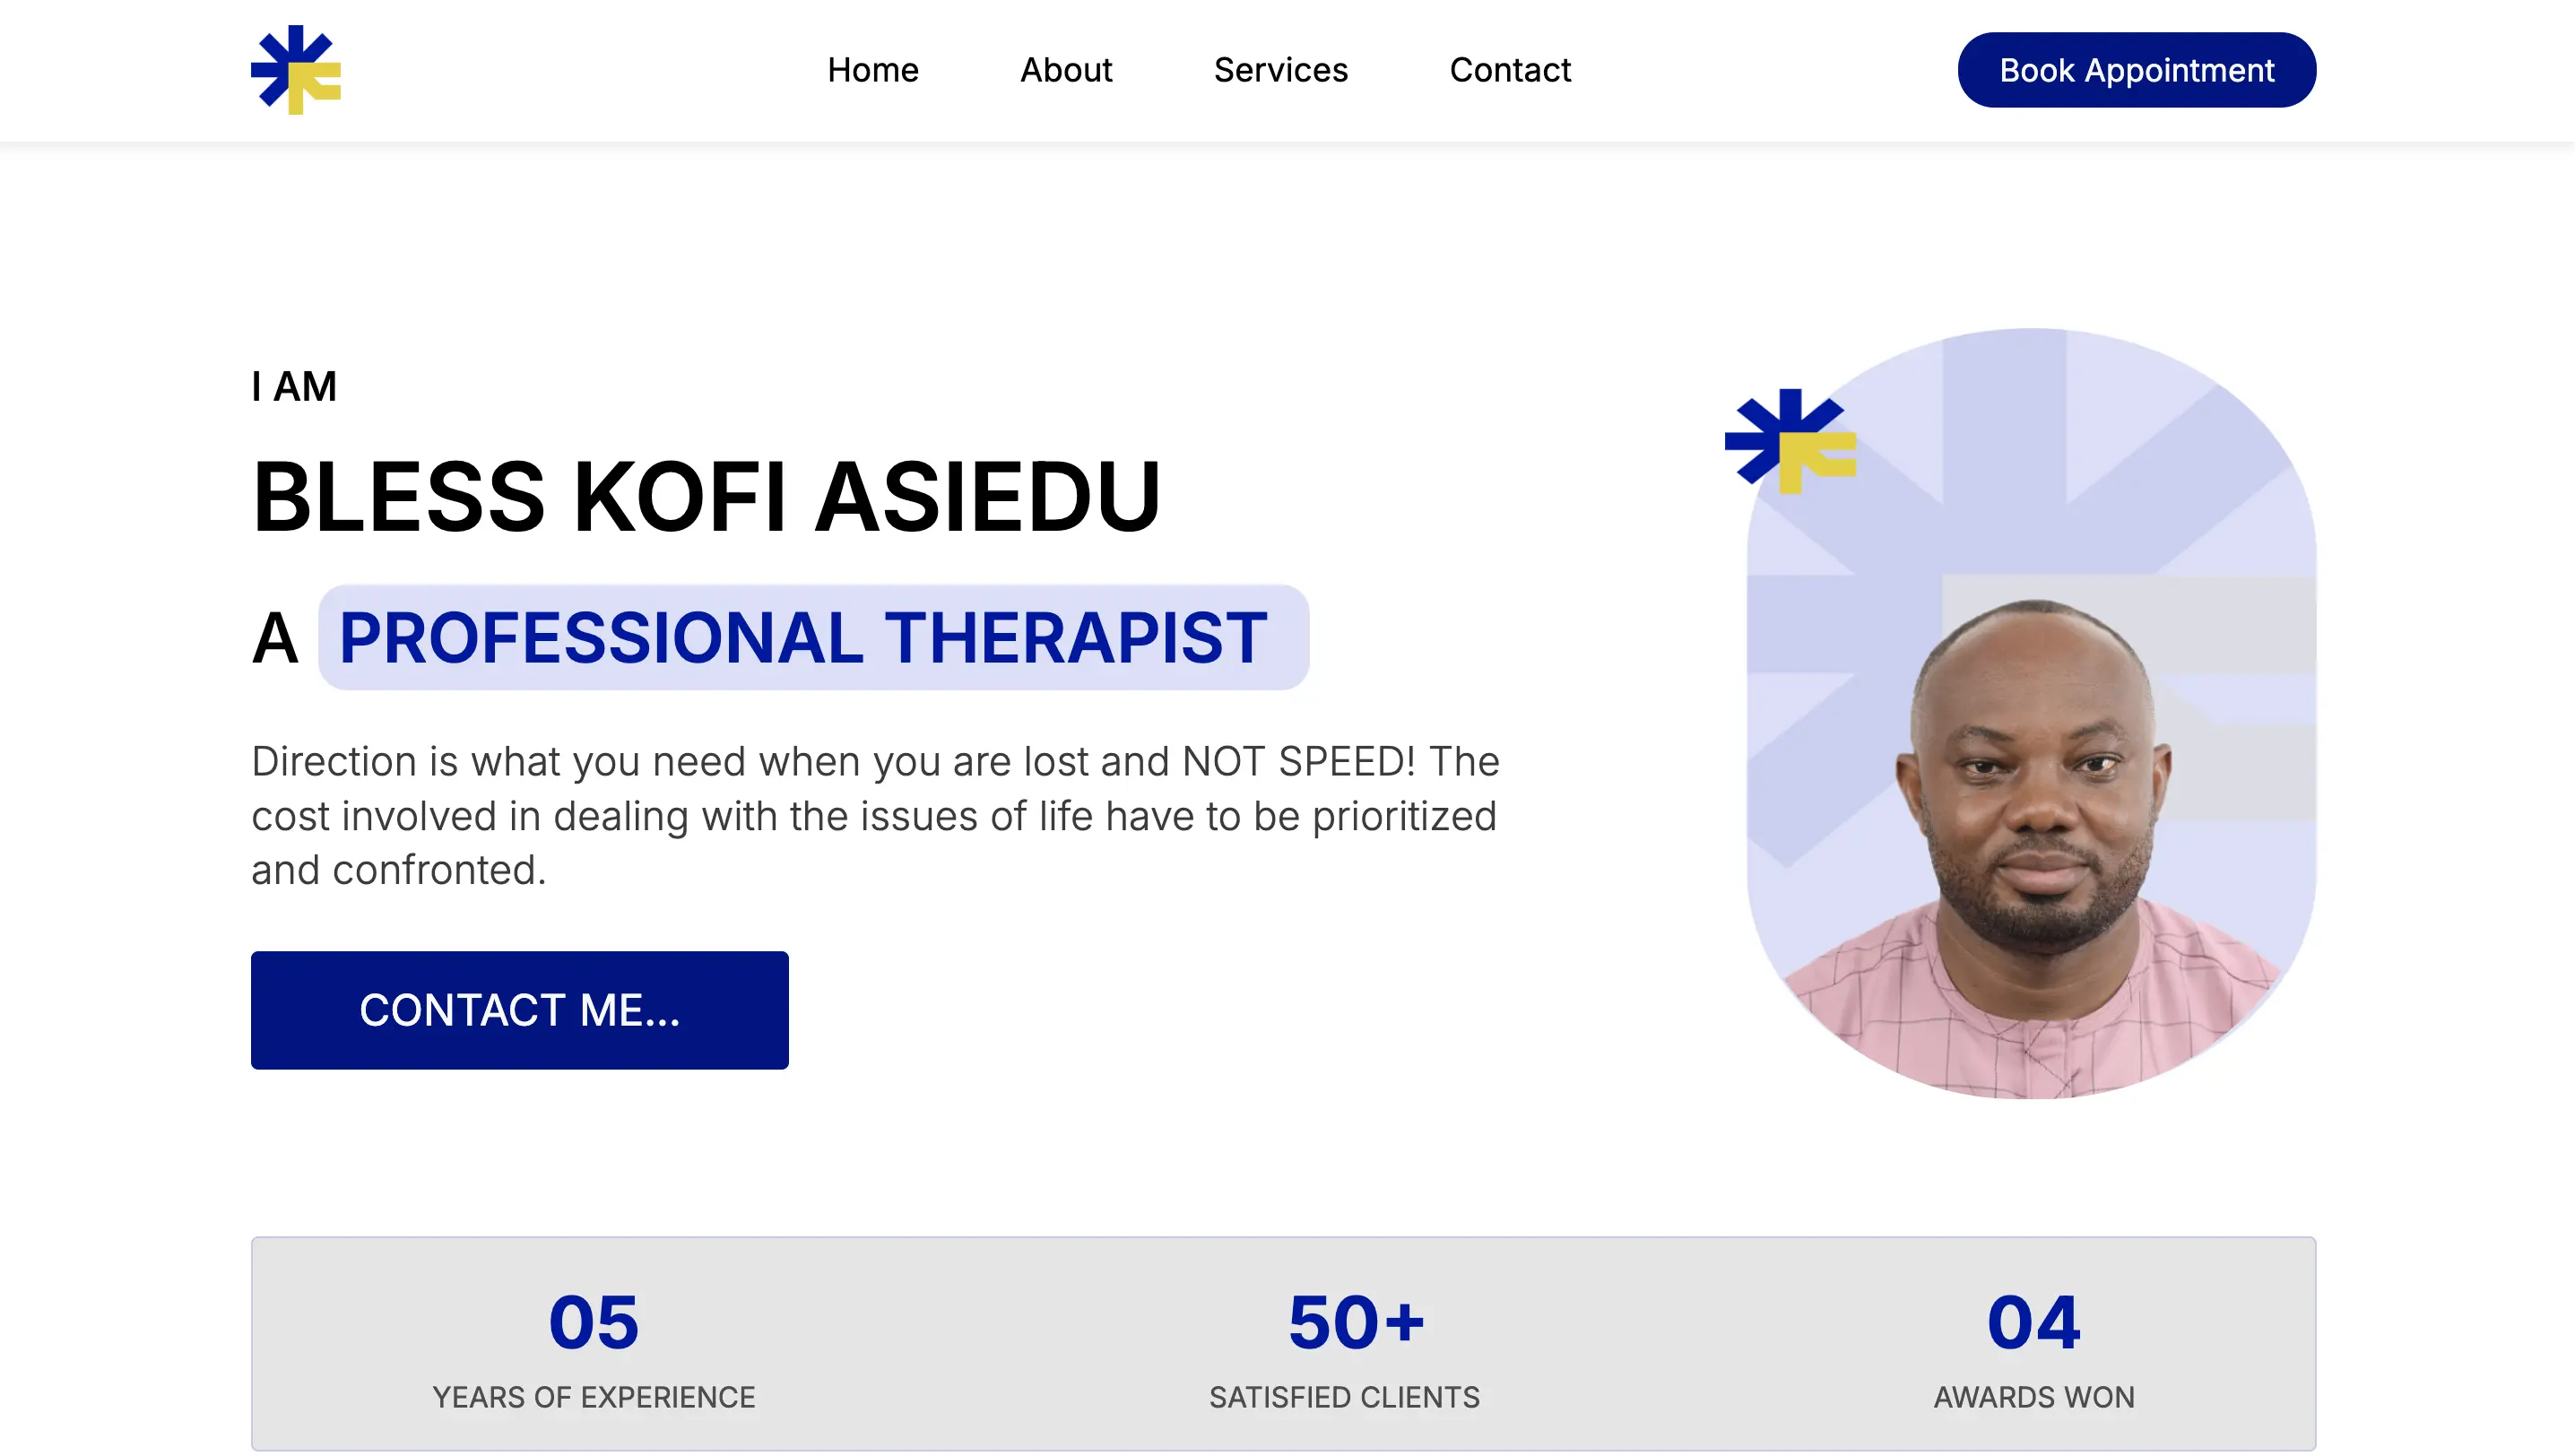 Home About Services Contact Book Appointment
I AM
BLESS KOFI ASIEDU
A PROFESSIONAL THERAPIST
Direction is what you need when you are lost and NOT SPEED! The
cost involved in dealing with the issues of life have to be prioritized
and confronted.
CONTACT ME...
05 50+ 04
YEARS OF EXPERIENCE SATISFIED CLIENTS AWARDS WON